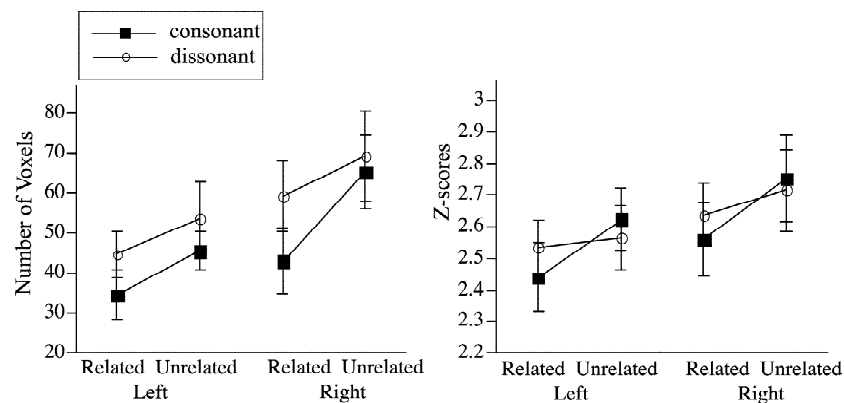 consonant
dissonant
Number of Voxels
80
70
60
50
40
30
20
Related Unrelated Related Unrelated
Left Right
Z-scores
3
2.9
2.8
2.7
2.6
2.5
2.4
2.3
2.2
Related Unrelated Related Unrelated
Left Right